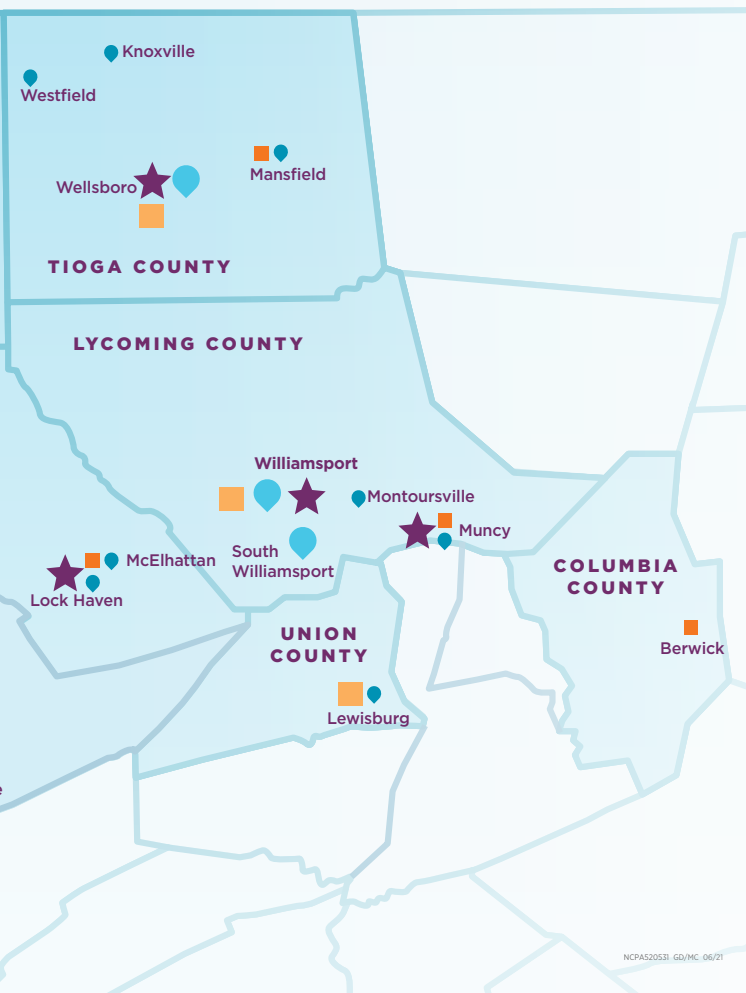 Knoxville
Westfield
Mansfield
Wellsboro
TIOGA COUNTY
LYCOMING COUNTY
Williamsport
Montoursville
Muncy
South
Williamsport
McElhattan
Lock Haven
COLUMBIA
COUNTY
UNION
COUNTY
Berwick
Lewisburg
e
NCPAS20531 GD/MC 06/21